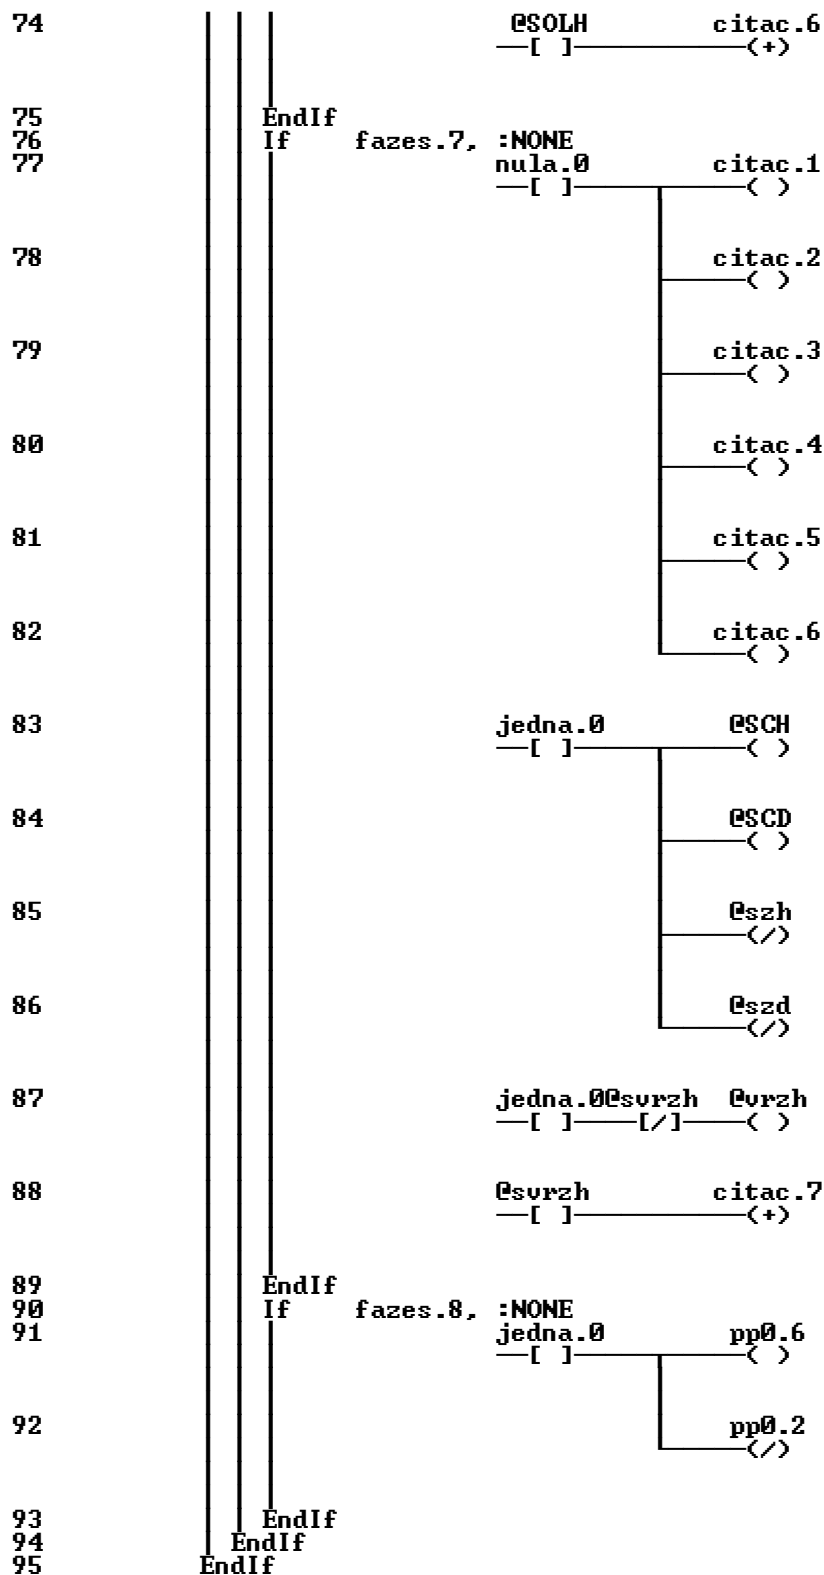 74 @SOLH citac.6
[ ] (+)
75 EndIf
76 If fazes.7, :NONE
77 nula.0 citac.1
[ ] ( )
78 citac.2
( )
79 citac.3
( )
80 citac.4
( )
81 citac.5
( )
82 citac.6
( )
83 jedna.0 @SCH
[ ] ( )
84 @SCD
( )
85 @szh
(/)
86 @szd
(/)
87 jedna.0@svrzh @vrzh
[ ] [/] ( )
88 @svrzh citac.7
[ ] (+)
89 EndIf
90 If fazes.8, :NONE
91 jedna.0 pp0.6
[ ] ( )
92 pp0.2
(/)
93 EndIf
94 EndIf
95 EndIf